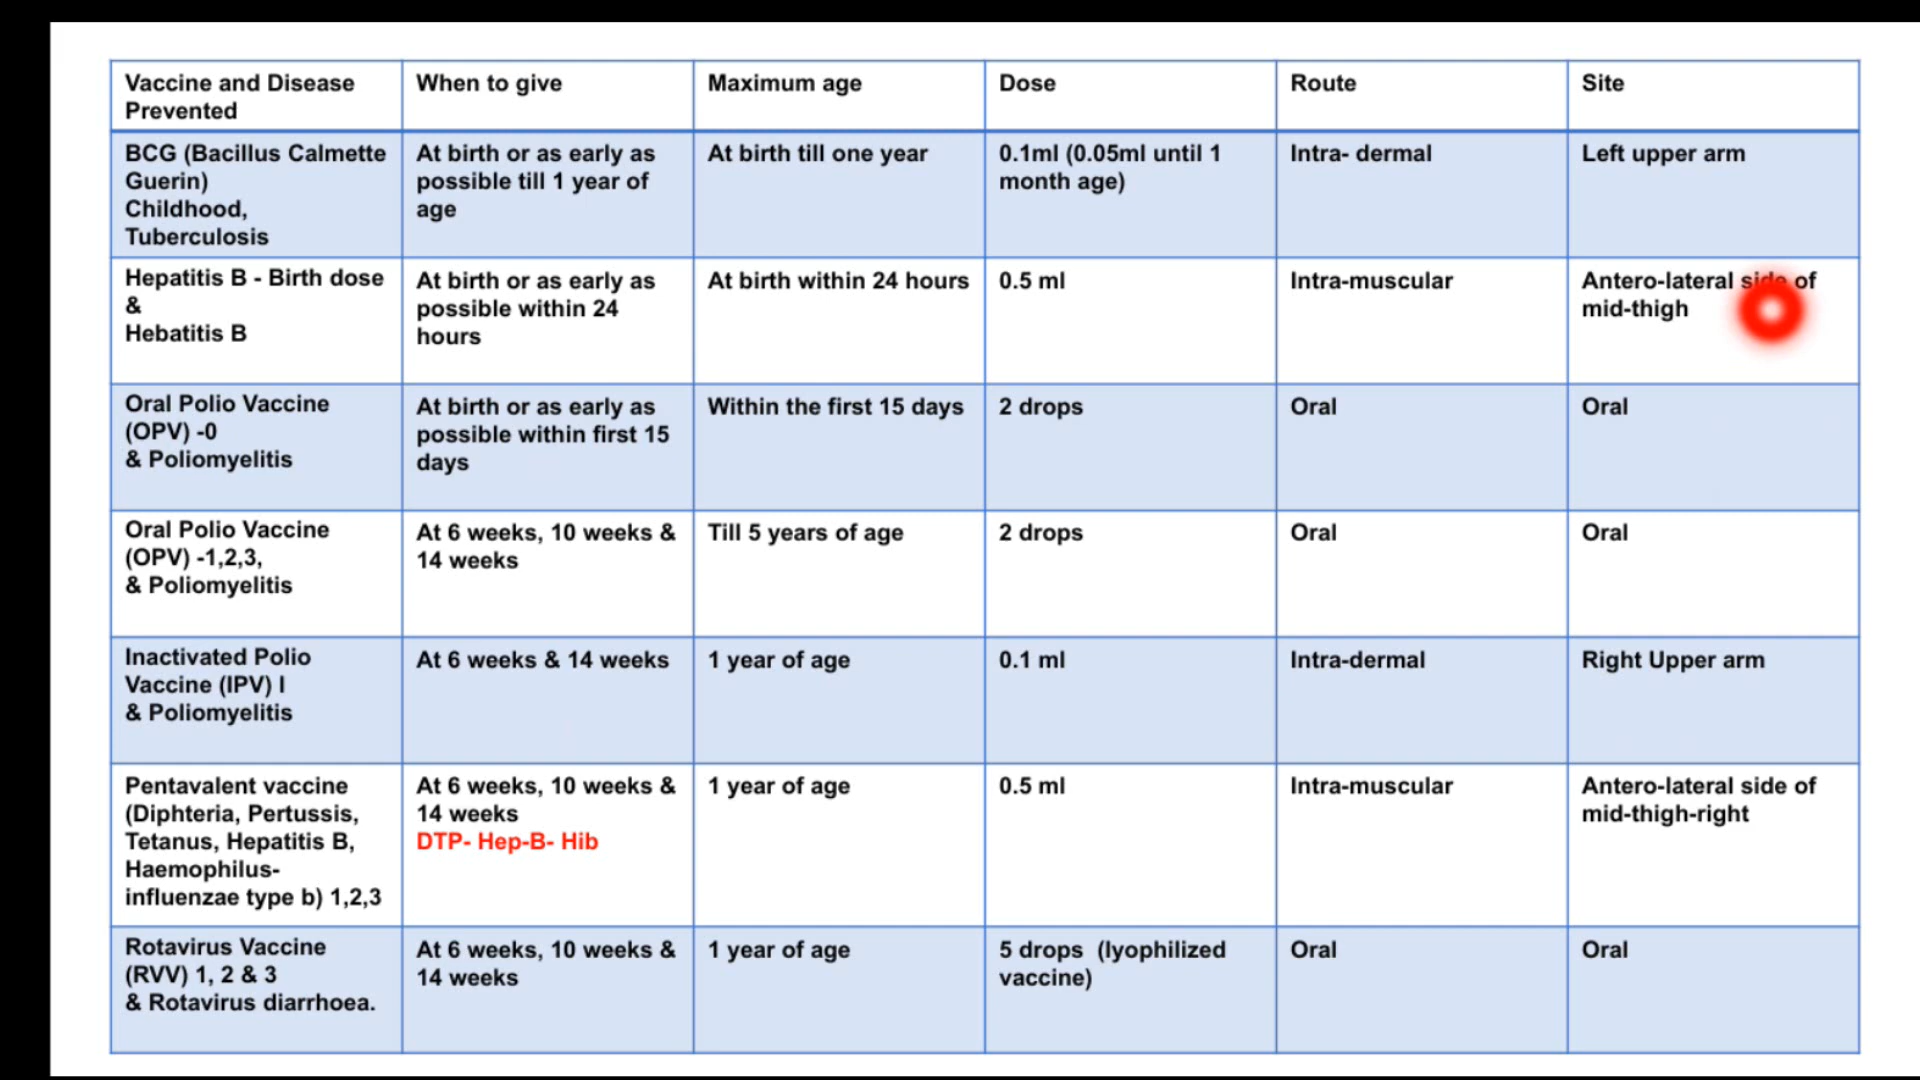 Vaccine and Disease
Prevented
When to give
Maximum age
Dose
Route
Site
BCG (Bacillus Calmette
Guerin)
Childhood,
Tuberculosis
At birth or as early as
possible till 1 year of
age
At birth till one year
0.1ml (0.05ml until 1
month age)
Intra- dermal
Left upper arm
Hepatitis B - Birth dose
&
Hebatitis B
At birth or as early as
possible within 24
hours
At birth within 24 hours
0.5 ml
Intra-muscular
Antero-lateral side of
mid-thigh
Oral Polio Vaccine
(OPV) -0
& Poliomyelitis
At birth or as early as
possible within first 15
days
Within the first 15 days
2 drops
Oral
Oral
Oral Polio Vaccine
(OPV) -1,2,3,
& Poliomyelitis
At 6 weeks, 10 weeks &
14 weeks
Till 5 years of age
2 drops
Oral
Oral
Inactivated Polio
Vaccine (IPV) I
& Poliomyelitis
At 6 weeks & 14 weeks
1 year of age
0.1 ml
Intra-dermal
Right Upper arm
Pentavalent vaccine
(Diphteria, Pertussis,
Tetanus, Hepatitis B,
Haemophilus-
influenzae type b) 1,2,3
At 6 weeks, 10 weeks &
14 weeks
DTP- Hep-B- Hib
1 year of age
0.5 ml
Intra-muscular
Antero-lateral side of
mid-thigh-right
Rotavirus Vaccine
(RVV) 1, 2 & 3
& Rotavirus diarrhoea.
At 6 weeks, 10 weeks &
14 weeks
1 year of age
5 drops (lyophilized
vaccine)
Oral
Oral